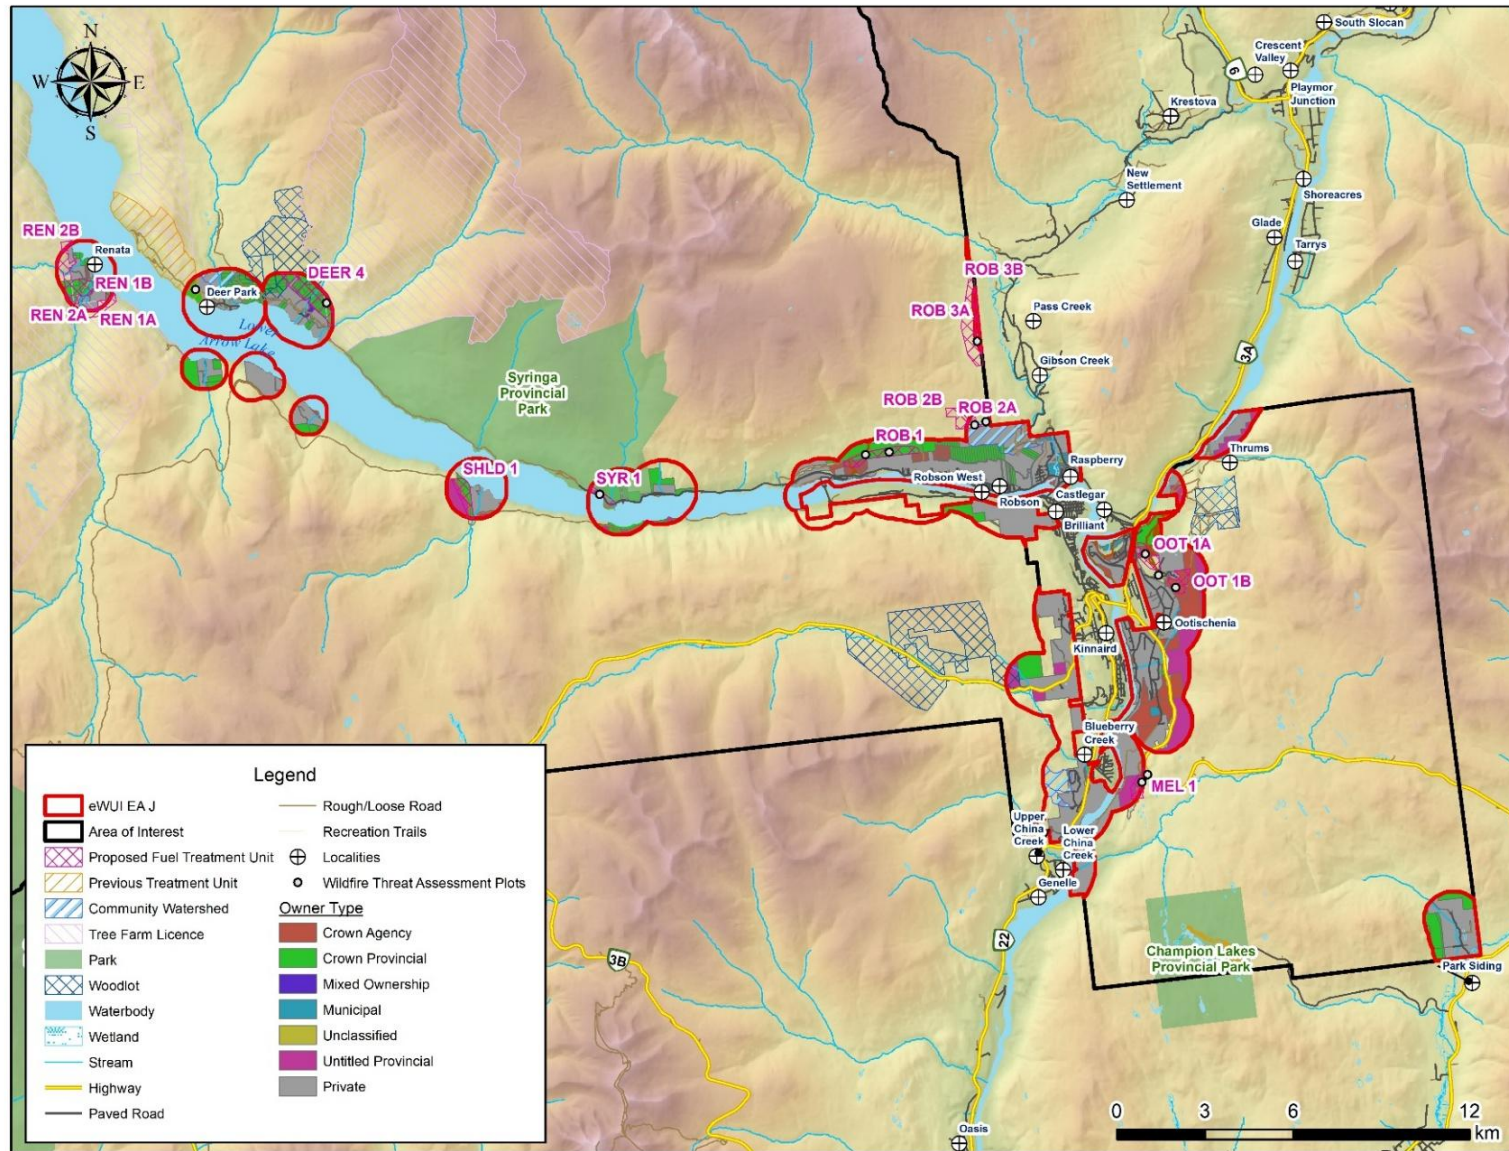 N
W
E
S
South Slocan
Crescent
Valley
6
Playmor
Junction
Krestova
New
Settlement
Shoreacres
Glade
Tarrys
REN 2B
Renata
REN 1B
REN 2A
REN 1A
DEER 4
Deer Park
Lower
Arrow Lake
ROB 3B
ROB 3A
Pass Creek
Gibson Creek
3A
Syringa
Provincial
Park
ROB 2B
ROB 2A
ROB 1
SHLD 1
SYR 1
Raspberry
Thrums
Robson West
Robson
Castlegar
Brilliant
OOT 1A
OOT 1B
Ootischenia
Kinnaird
Blueberry
Creek
MEL 1
Upper
China
Creek
Lower
China
Creek
Genelle
22
3B
Champion Lakes
Provincial Park
Park Siding
Oasis
Legend
eWUI EA J
Area of Interest
Proposed Fuel Treatment Unit
Previous Treatment Unit
Community Watershed
Tree Farm Licence
Park
Woodlot
Waterbody
Wetland
Stream
Highway
Paved Road
Rough/Loose Road
Recreation Trails
Localities
Wildfire Threat Assessment Plots
Owner Type
Crown Agency
Crown Provincial
Mixed Ownership
Municipal
Unclassified
Untitled Provincial
Private
0 3 6 12
km